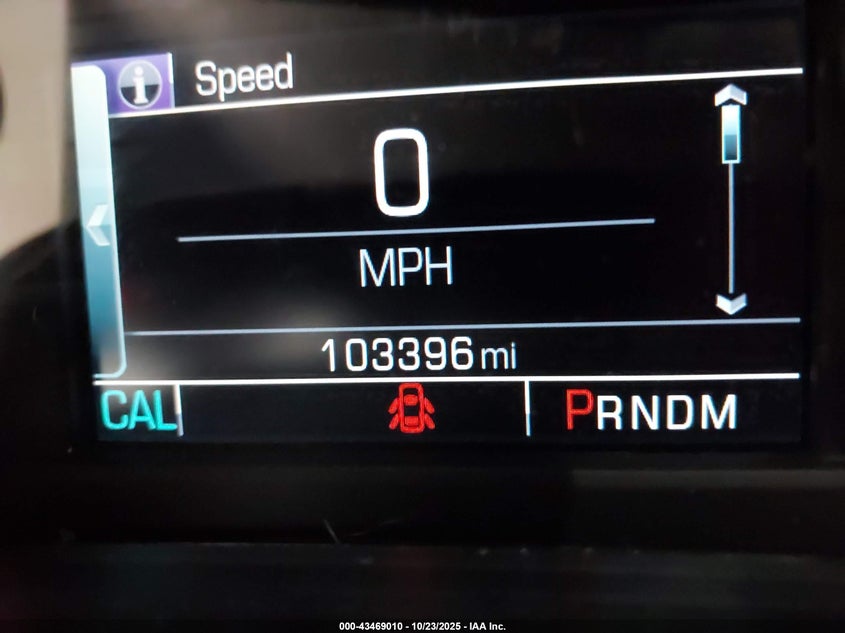 Speed
0
MPH
103396 mi
CAL
PRNDM
000-43469010 - 10/23/2025 - IAA Inc.